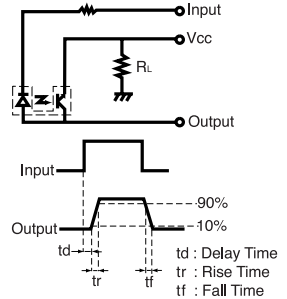 Input
Vcc
RL
Output
Input
90%
Output
10%
td
tr
tf
td : Delay Time
tr : Rise Time
tf : Fall Time